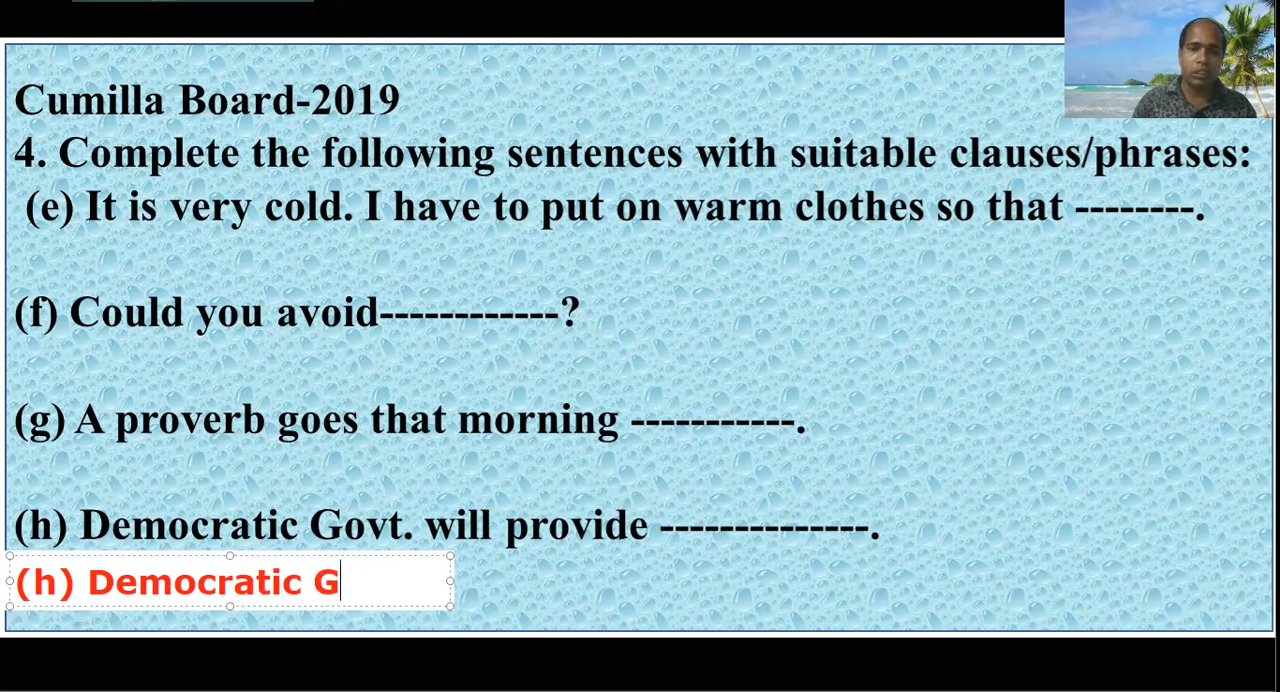 Cumilla Board-2019
4. Complete the following sentences with suitable clauses/phrases:
(e) It is very cold. I have to put on warm clothes so that --------.
(f) Could you avoid------------?
(g) A proverb goes that morning -----------.
(h) Democratic Govt. will provide --------------.
(h) Democratic G